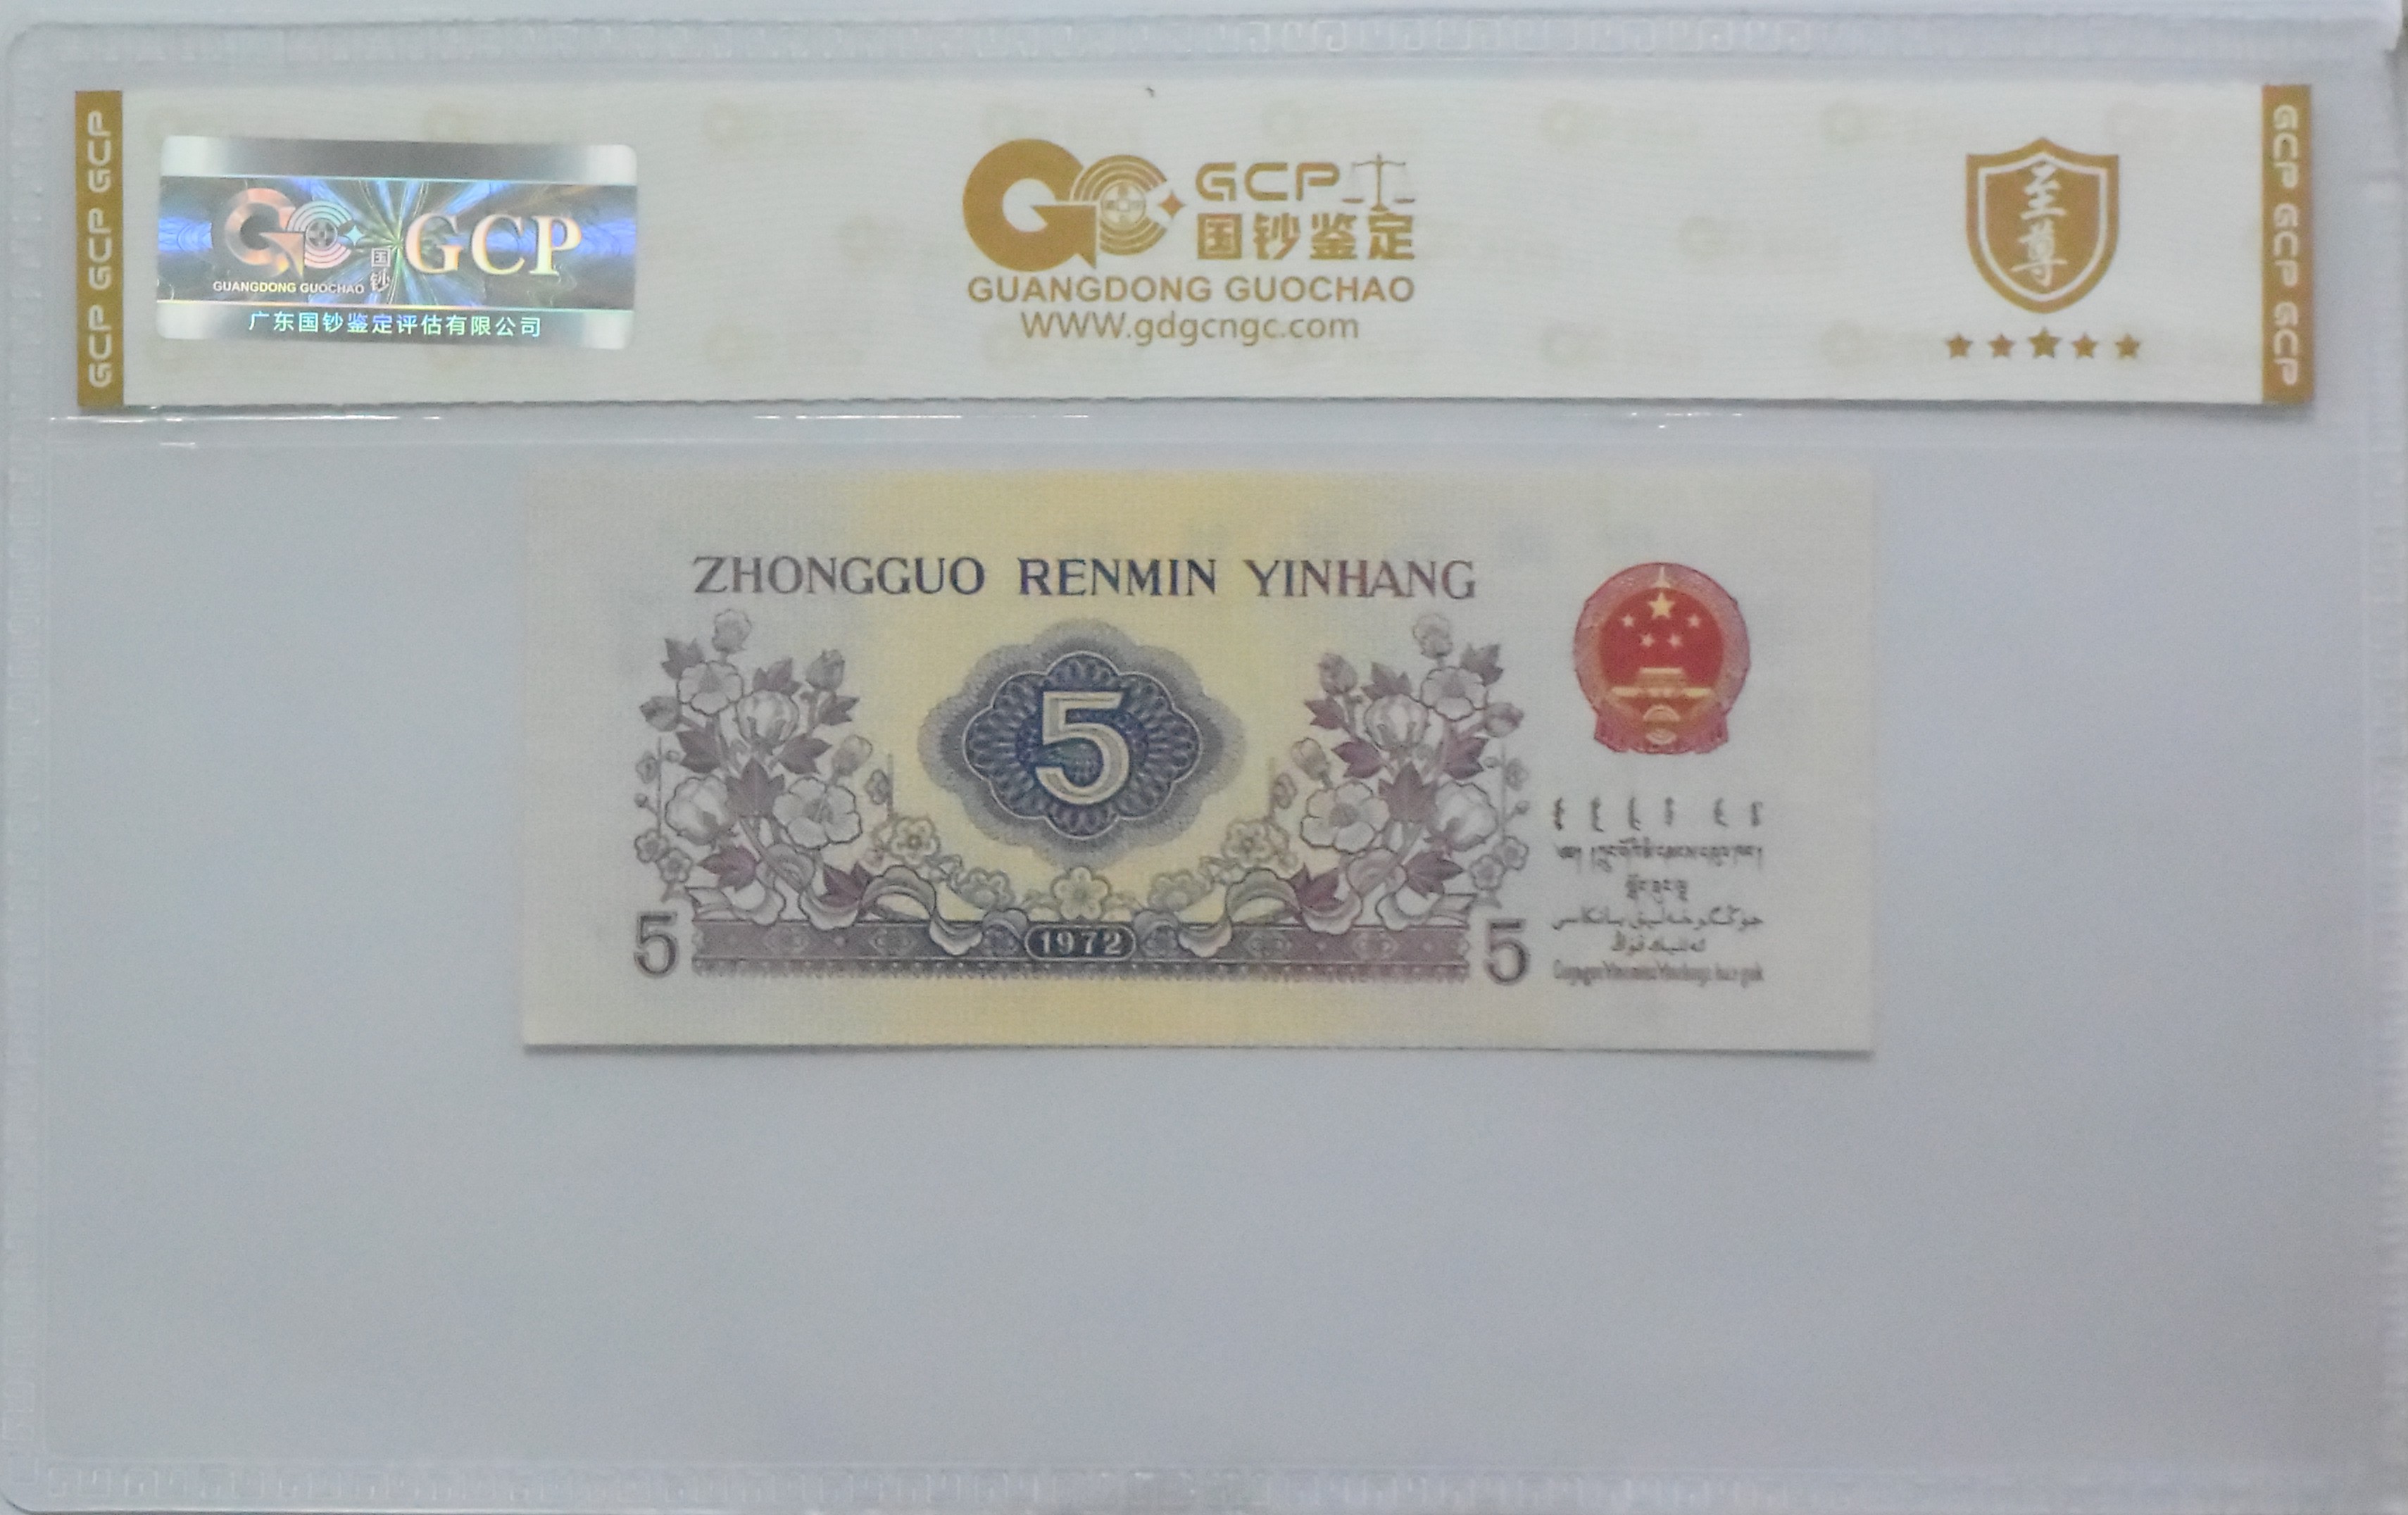 GCP GCP GCP
GUANGDONG GUOCHAO
国钞
GCP
广东国钞鉴定评估有限公司
GCP
国钞鉴定
GUANGDONG GUOCHAO
WWW.gdgcngc.com
至尊
GCP GCP GCP
ZHONGGUO RENMIN YINHANG
5
5
1972
5